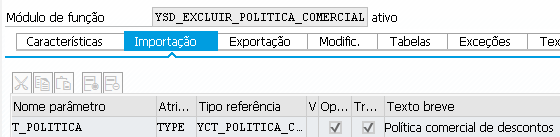 Módulo de função YSD_EXCLUIR_POLITICA_COMERCIAL ativo
Características Importação Exportação Modific. Tabelas Exceções Tex
Nome parâmetro Atri... Tipo referência V Op... Tr... Texto breve
T_POLITICA TYPE YCT_POLITICA_C... Política comercial de descontos